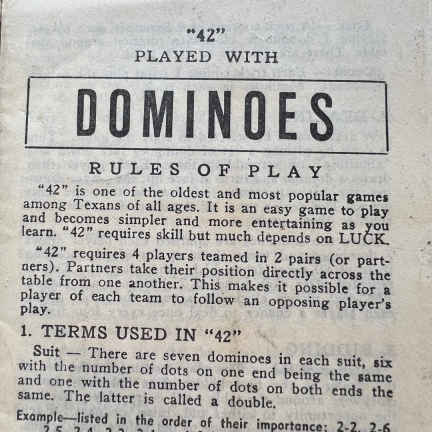 "42"
PLAYED WITH
DOMINOES
RULES OF PLAY
"42" is one of the oldest and most popular games
among Texans of all ages. It is an easy game to play
and becomes simpler and more entertaining as you
learn. "42" requires skill but much depends on LUCK.
"42" requires 4 players teamed in 2 pairs (or part-
ners). Partners take their position directly across the
table from one another. This makes it possible for a
player of each team to follow an opposing player's
play.
1. TERMS USED IN "42"
Suit — There are seven dominoes in each suit, six
with the number of dots on one end being the same
and one with the number of dots on both ends the
same. The latter is called a double.
Example—listed in the order of their importance: 2-2, 2-6
2-5, 2-4,